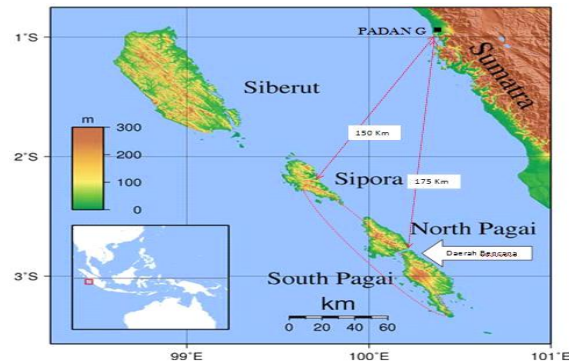 1°S
PADANG
Sumatra
Siberut
m
300
200
100
0
150 Km
2°S
Sipora
175 Km
North Pagai
Daerah Bencana
3°S
South Pagai
km
0 20 40 60
99°E
100°E
101°E